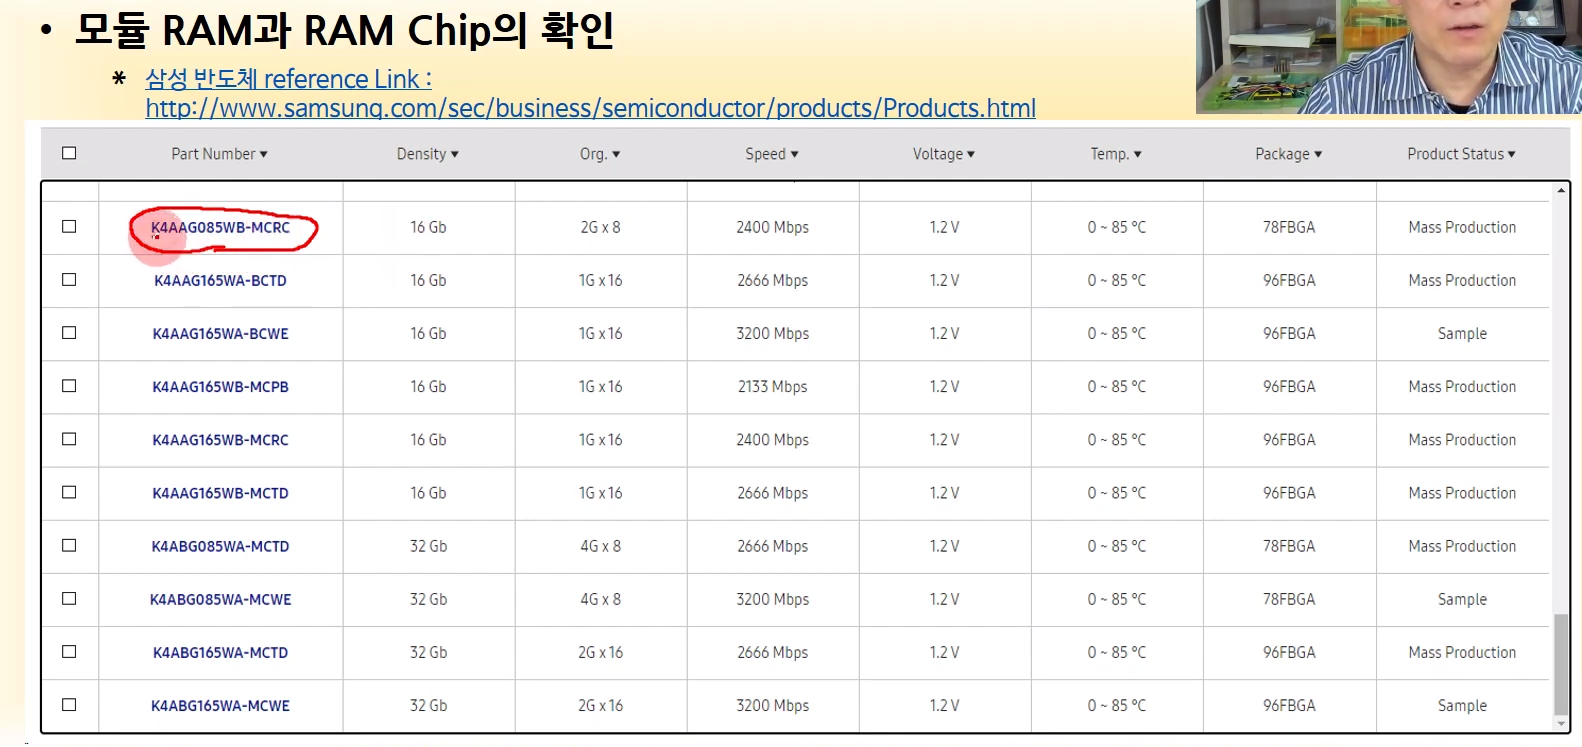 • 모듈 RAM과 RAM Chip의 확인
* 삼성 반도체 reference Link :
http://www.samsung.com/sec/business/semiconductor/products/Products.html
Part Number ▼ Density ▼ Org. ▼ Speed ▼ Voltage ▼ Temp. ▼ Package ▼ Product Status ▼
K4AAG085WB-MCRC 16 Gb 2G x 8 2400 Mbps 1.2 V 0 ~ 85 °C 78FBGA Mass Production
K4AAG165WA-BCTD 16 Gb 1G x 16 2666 Mbps 1.2 V 0 ~ 85 °C 96FBGA Mass Production
K4AAG165WA-BCWE 16 Gb 1G x 16 3200 Mbps 1.2 V 0 ~ 85 °C 96FBGA Sample
K4AAG165WB-MCPB 16 Gb 1G x 16 2133 Mbps 1.2 V 0 ~ 85 °C 96FBGA Mass Production
K4AAG165WB-MCRC 16 Gb 1G x 16 2400 Mbps 1.2 V 0 ~ 85 °C 96FBGA Mass Production
K4AAG165WB-MCTD 16 Gb 1G x 16 2666 Mbps 1.2 V 0 ~ 85 °C 96FBGA Mass Production
K4ABG085WA-MCTD 32 Gb 4G x 8 2666 Mbps 1.2 V 0 ~ 85 °C 78FBGA Mass Production
K4ABG085WA-MCWE 32 Gb 4G x 8 3200 Mbps 1.2 V 0 ~ 85 °C 78FBGA Sample
K4ABG165WA-MCTD 32 Gb 2G x 16 2666 Mbps 1.2 V 0 ~ 85 °C 96FBGA Mass Production
K4ABG165WA-MCWE 32 Gb 2G x 16 3200 Mbps 1.2 V 0 ~ 85 °C 96FBGA Sample